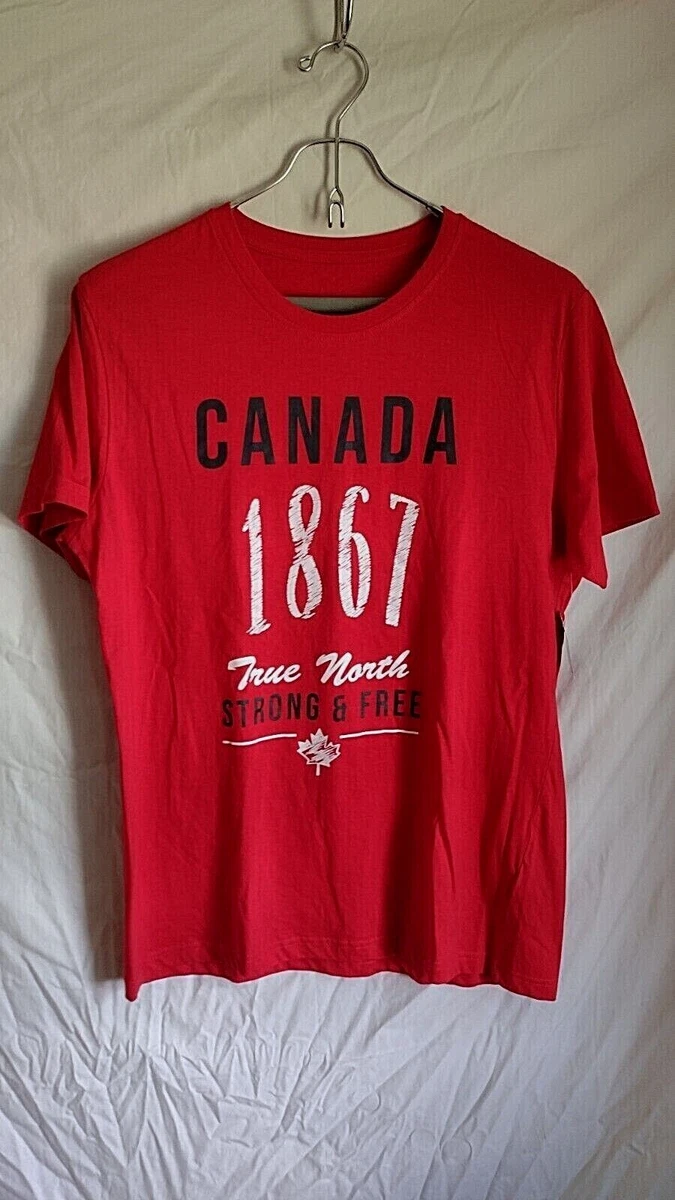 CANADA
1867
True North
STRONG & FREE